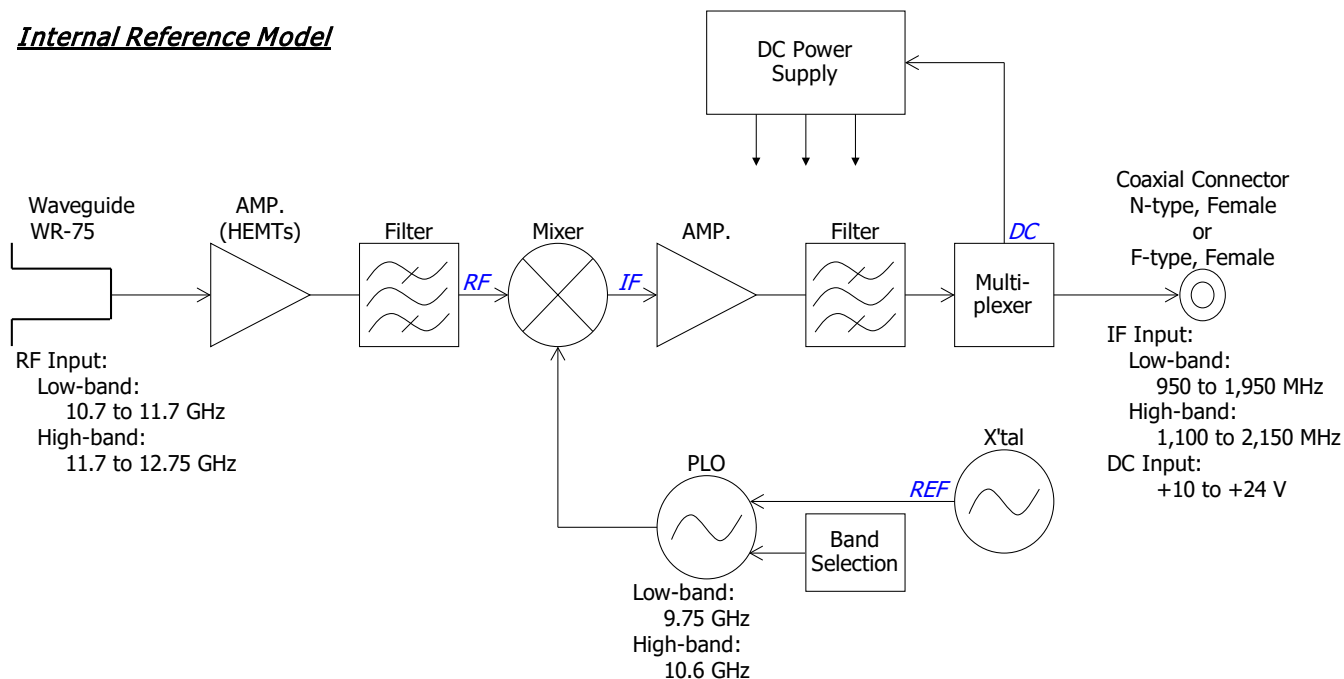 Internal Reference Model
DC Power
Supply
Waveguide
WR-75
AMP.
(HEMTs)
Filter
RF
Mixer
IF
AMP.
Filter
DC
Multi-
plexer
Coaxial Connector
N-type, Female
or
F-type, Female
RF Input:
Low-band:
10.7 to 11.7 GHz
High-band:
11.7 to 12.75 GHz
IF Input:
Low-band:
950 to 1,950 MHz
High-band:
1,100 to 2,150 MHz
DC Input:
+10 to +24 V
PLO
REF
X'tal
Band
Selection
Low-band:
9.75 GHz
High-band:
10.6 GHz